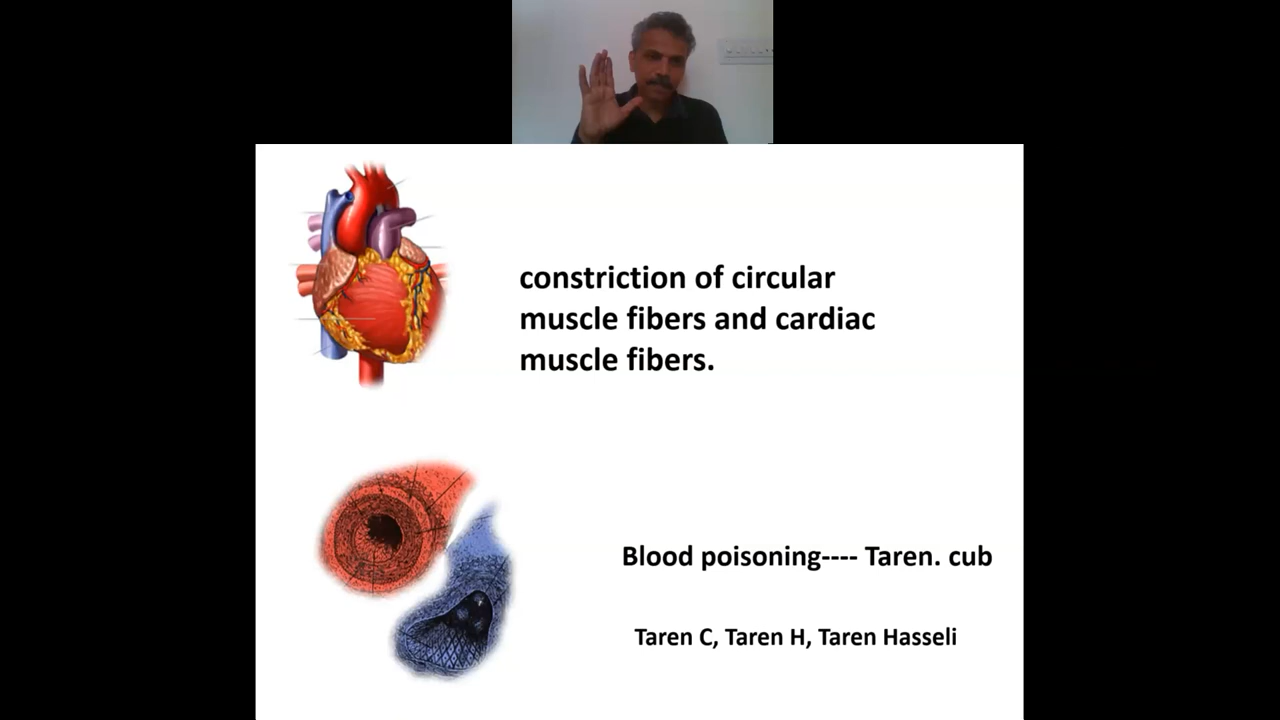 constriction of circular
muscle fibers and cardiac
muscle fibers.
Blood poisoning---- Taren. cub
Taren C, Taren H, Taren Hasseli